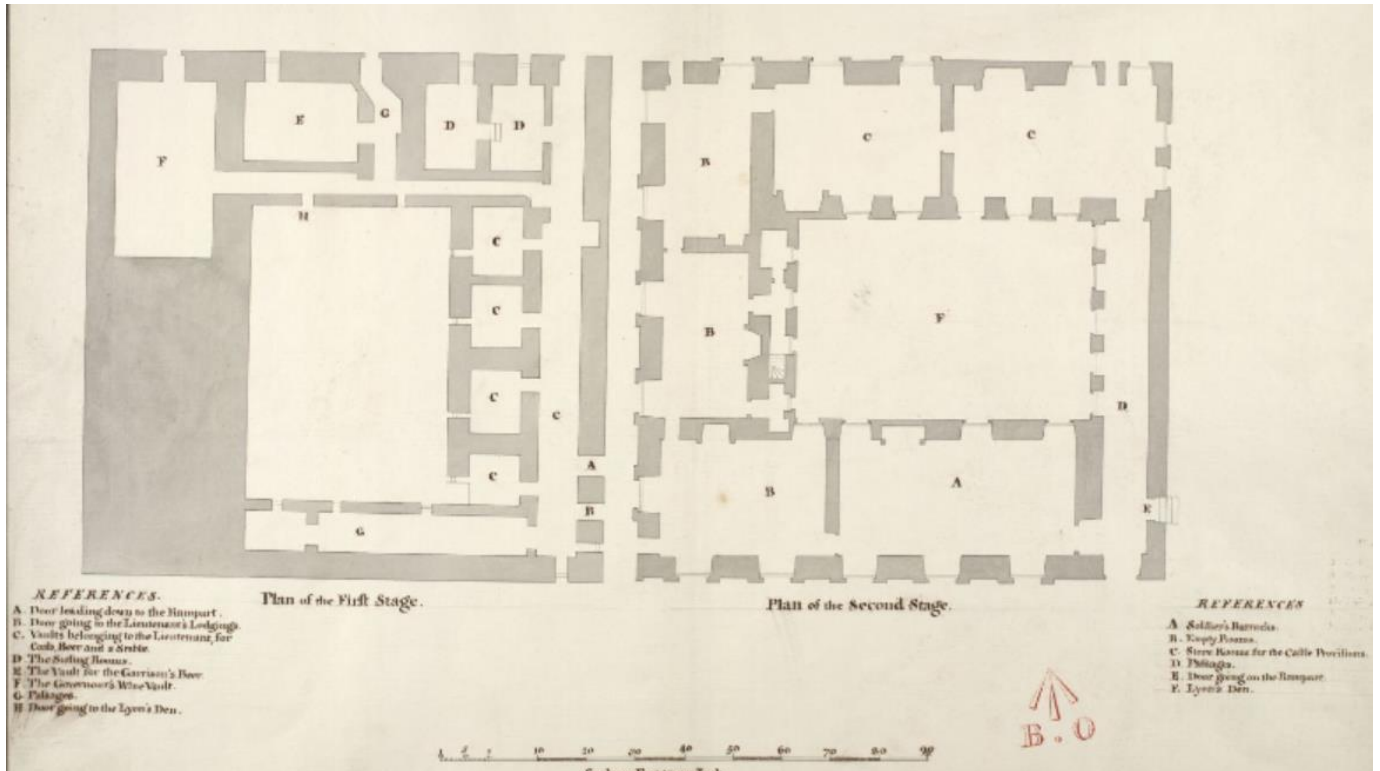 F
E
G
D
D
H
C
C
C
C
C
A
B
G
B
C
C
B
F
B
A
D
E
Plan of the First Stage.
Plan of the Second Stage.
REFERENCES.
A. Door leading down to the Rampart.
B. Door going to the Lieutenant's Lodgings.
C. Vaults belonging to the Lieutenant, for
Coals, Beer and a Stable.
D. The Rooms.
E. The Vault for the Garrison's Beer
F. The Governour's Wine Vault.
G. Passages.
H. Door going to the Lyon's Den.
REFERENCES
A Soldier's Barracks.
B. Empty Rooms.
C. Store Rooms for the Castle Provisions.
D. Passages.
E. Door going on the Rampart.
F. Lyon's Den.
B.O
10 20 30 40 50 60 70 80 90